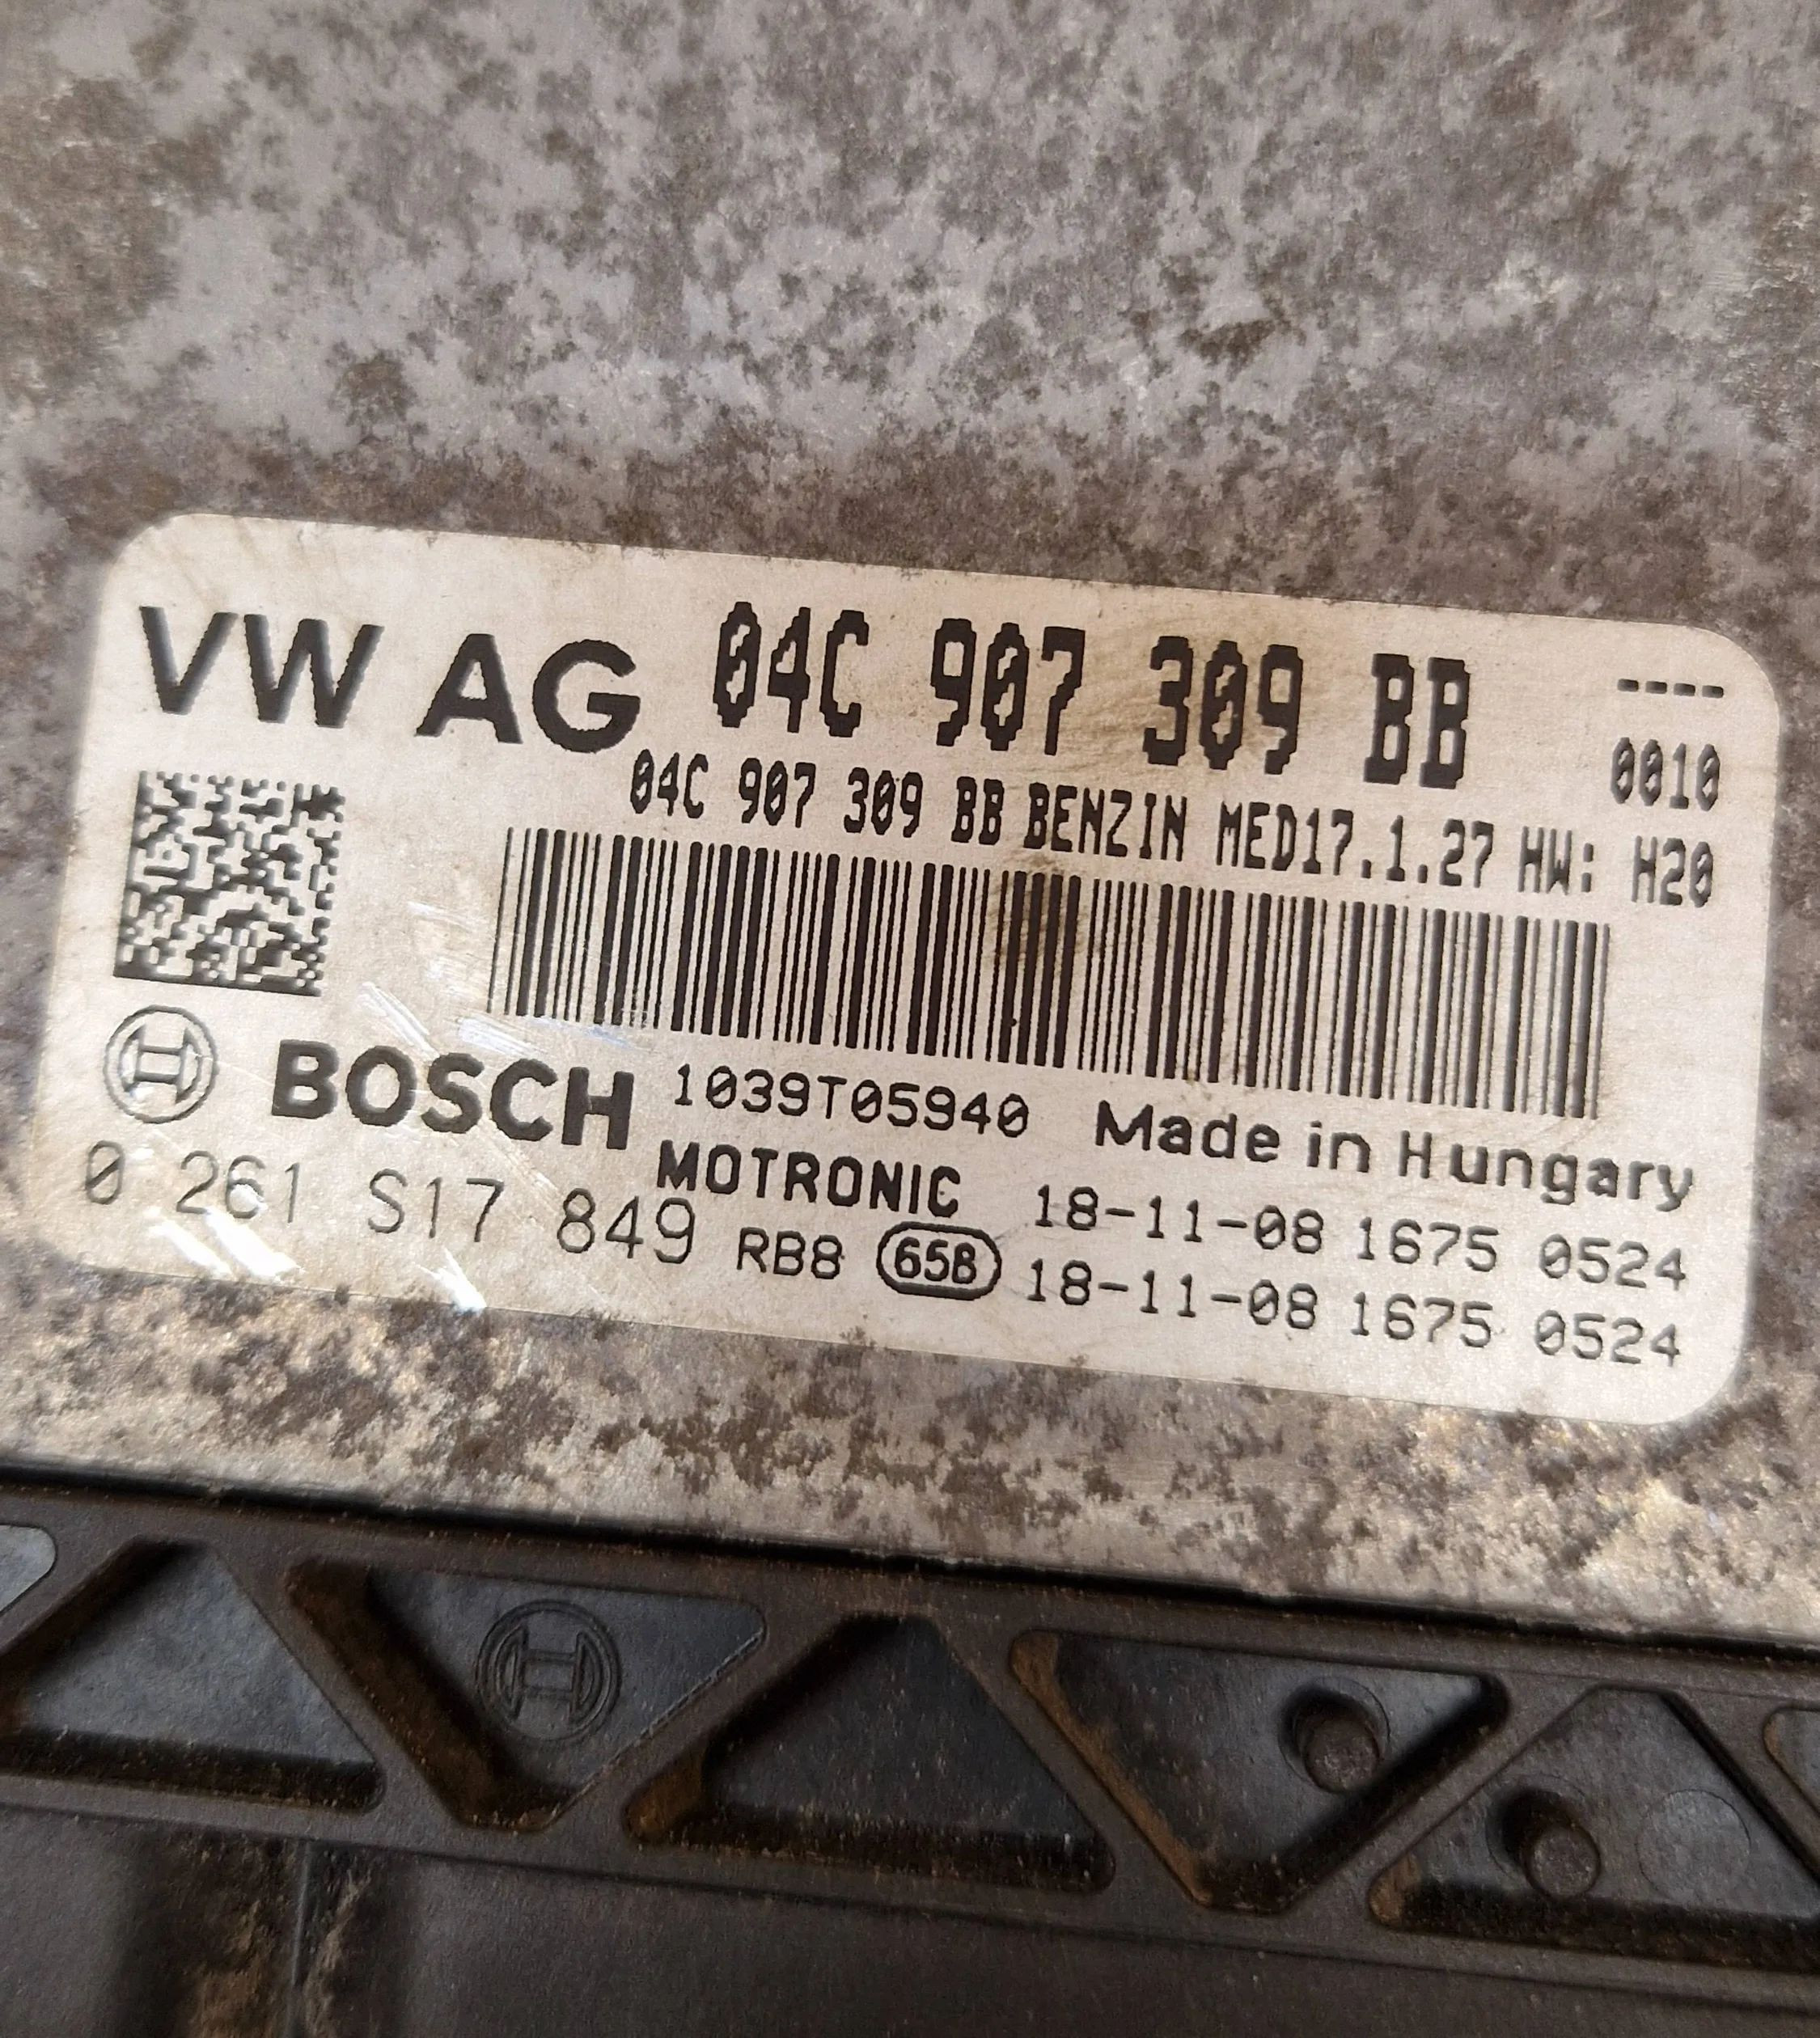 VW AG 04C 907 309 BB ----
0010
04C 907 309 BB BENZIN MED17.1.27 HW: H20
BOSCH 1039T05940 Made in Hungary
MOTRONIC 18-11-08 1675 0524
0 261 S17 849 RB8 65B 18-11-08 1675 0524